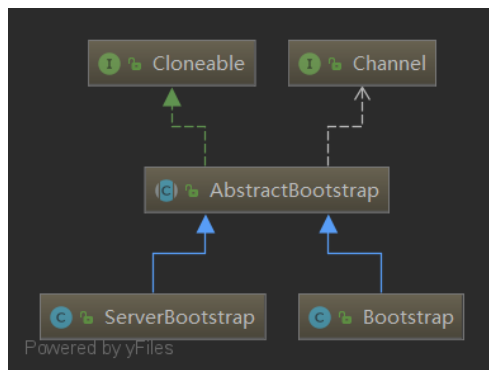 I Cloneable
I Channel
C AbstractBootstrap
C ServerBootstrap
C Bootstrap
Powered by yFiles